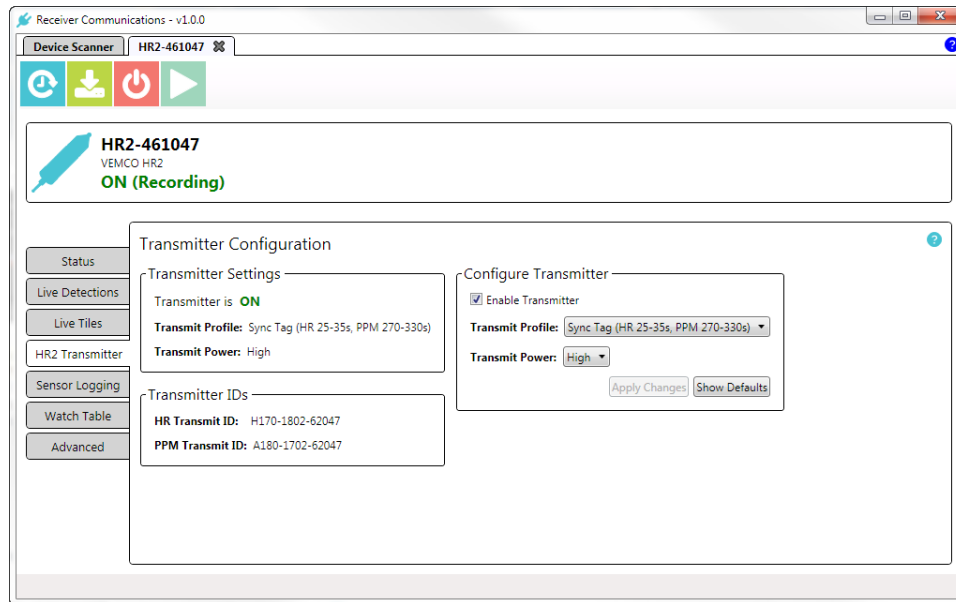 Receiver Communications - v1.0.0
Device Scanner HR2-461047
?
HR2-461047
VEMCO HR2
ON (Recording)
Status
Live Detections
Live Tiles
HR2 Transmitter
Sensor Logging
Watch Table
Advanced
Transmitter Configuration
?
Transmitter Settings
Transmitter is ON
Transmit Profile: Sync Tag (HR 25-35s, PPM 270-330s)
Transmit Power: High
Transmitter IDs
HR Transmit ID: H170-1802-62047
PPM Transmit ID: A180-1702-62047
Configure Transmitter
Enable Transmitter
Transmit Profile: Sync Tag (HR 25-35s, PPM 270-330s)
Transmit Power: High
Apply Changes Show Defaults